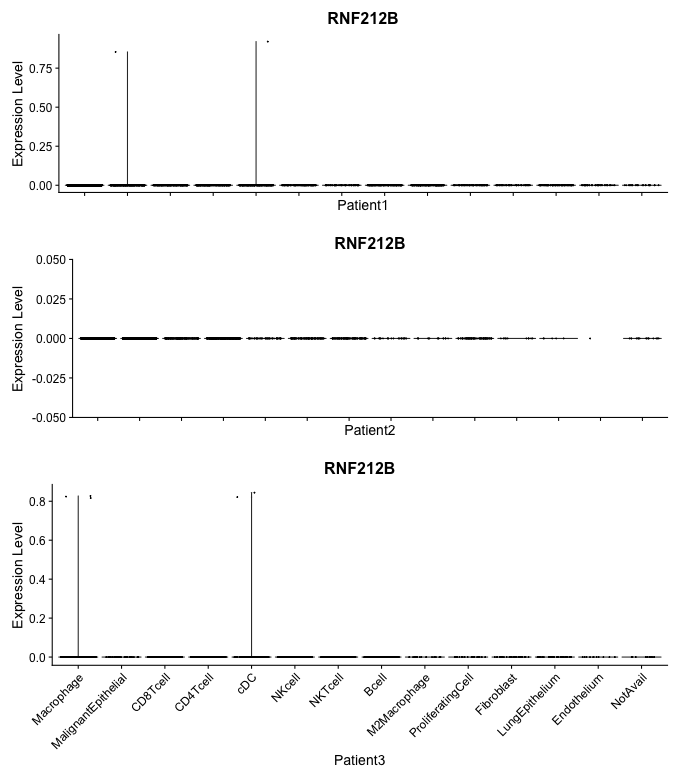 RNF212B
Expression Level
0.75
0.50
0.25
0.00
Patient1
RNF212B
Expression Level
0.050
0.025
0.000
-0.025
-0.050
Patient2
RNF212B
Expression Level
0.8
0.6
0.4
0.2
0.0
Macrophage
MalignantEpithelial
CD8Tcell
CD4Tcell
cDC
NKcell
NKTcell
Bcell
M2Macrophage
ProliferatingCell
Fibroblast
LungEpithelium
Endothelium
NotAvail
Patient3